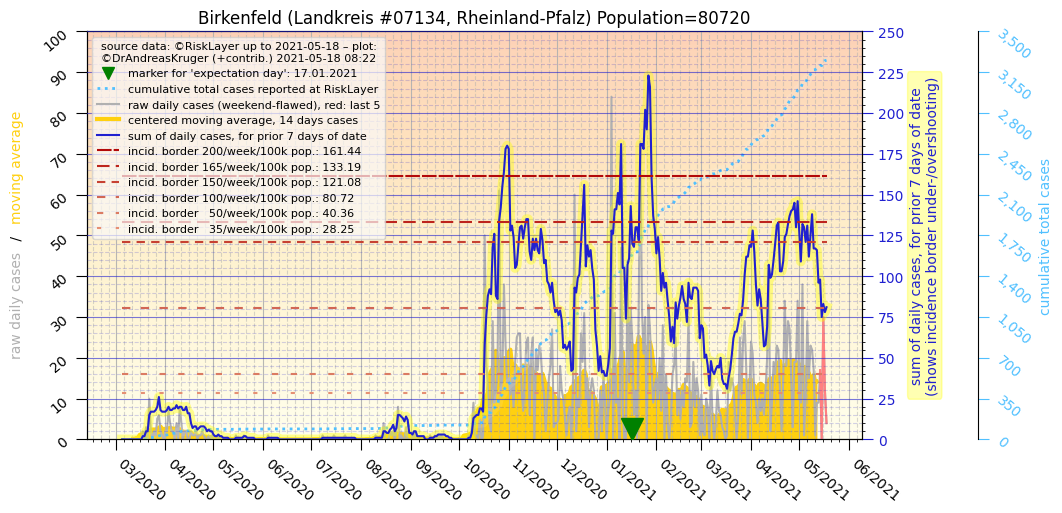 Birkenfeld (Landkreis #07134, Rheinland-Pfalz) Population=80720
source data: ©RiskLayer up to 2021-05-18 – plot:
©DrAndreasKruger (+contrib.) 2021-05-18 08:22
marker for 'expectation day': 17.01.2021
cumulative total cases reported at RiskLayer
raw daily cases (weekend-flawed), red: last 5
centered moving average, 14 days cases
sum of daily cases, for prior 7 days of date
incid. border 200/week/100k pop.: 161.44
incid. border 165/week/100k pop.: 133.19
incid. border 150/week/100k pop.: 121.08
incid. border 100/week/100k pop.: 80.72
incid. border 50/week/100k pop.: 40.36
incid. border 35/week/100k pop.: 28.25
raw daily cases / moving average
100
90
80
70
60
50
40
30
20
10
0
03/2020
04/2020
05/2020
06/2020
07/2020
08/2020
09/2020
10/2020
11/2020
12/2020
01/2021
02/2021
03/2021
04/2021
05/2021
06/2021
250
225
200
175
150
125
100
75
50
25
0
sum of daily cases, for prior 7 days of date
(shows incidence border under-/overshooting)
3,500
3,150
2,800
2,450
2,100
1,750
1,400
1,050
700
350
0
cumulative total cases